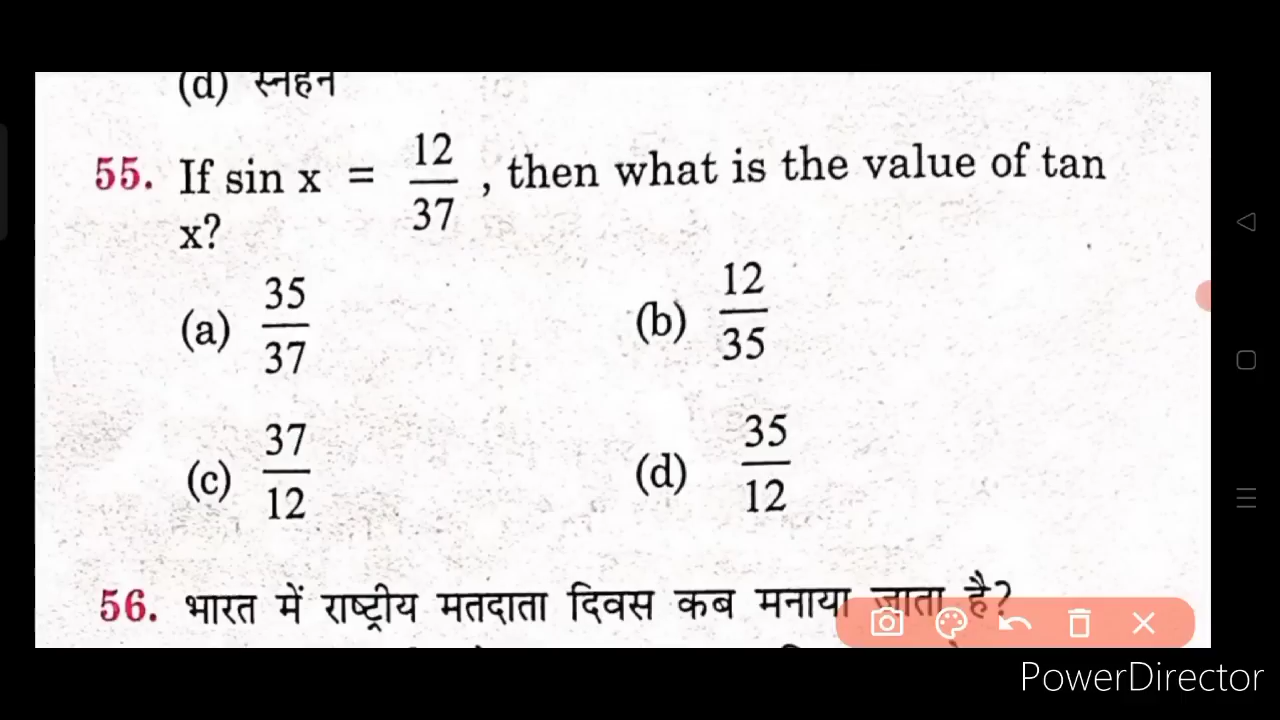 (d) स्नहन
55. If sin x = 12/37, then what is the value of tan
x?
(a) 35/37 (b) 12/35
(c) 37/12 (d) 35/12
56. भारत में राष्ट्रीय मतदाता दिवस कब मनाया जाता है?
PowerDirector